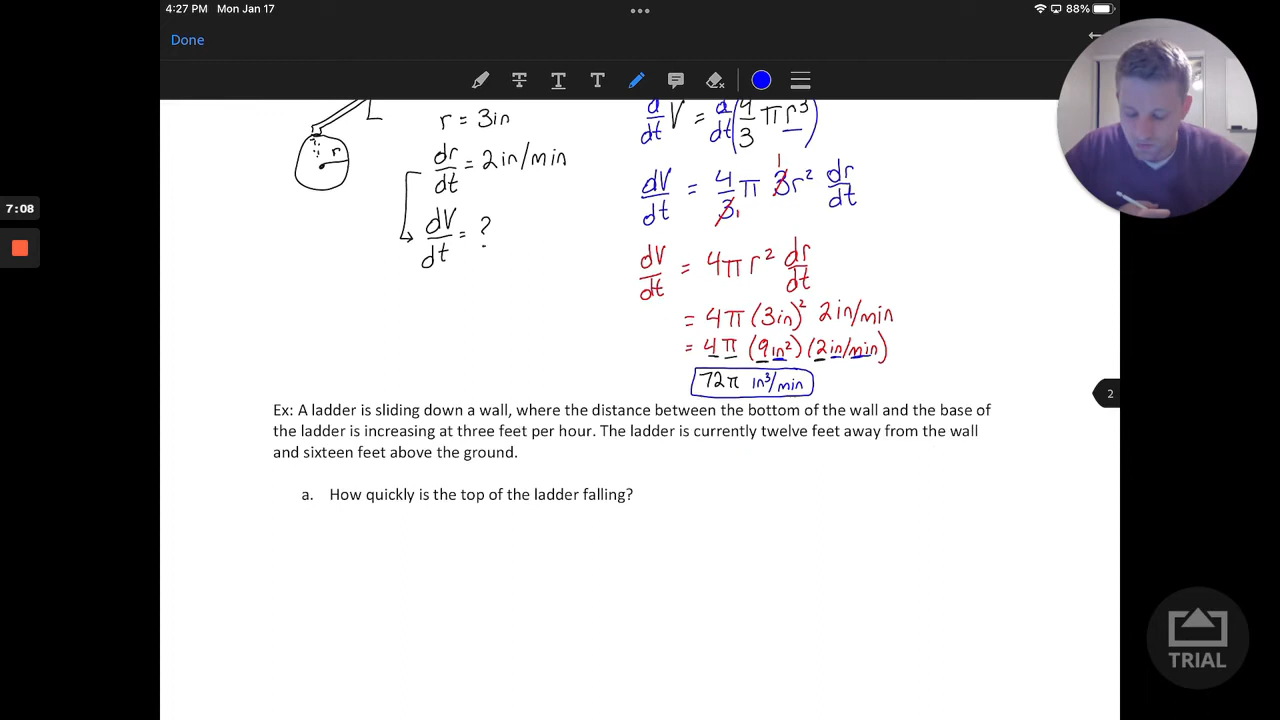 4:27 PM Mon Jan 17
88%
Done
T T T
7:08
r = 3in
dr/dt = 2in/min
dV/dt = ?
r
d/dt V = d/dt (4/3 π r³)
1
dV/dt = 4/3 π 3r² dr/dt
1
dV/dt = 4πr² dr/dt
= 4π (3in)² 2in/min
= 4π (9in²) (2in/min)
72π in³/min
2
Ex: A ladder is sliding down a wall, where the distance between the bottom of the wall and the base of
the ladder is increasing at three feet per hour. The ladder is currently twelve feet away from the wall
and sixteen feet above the ground.
a. How quickly is the top of the ladder falling?
TRIAL